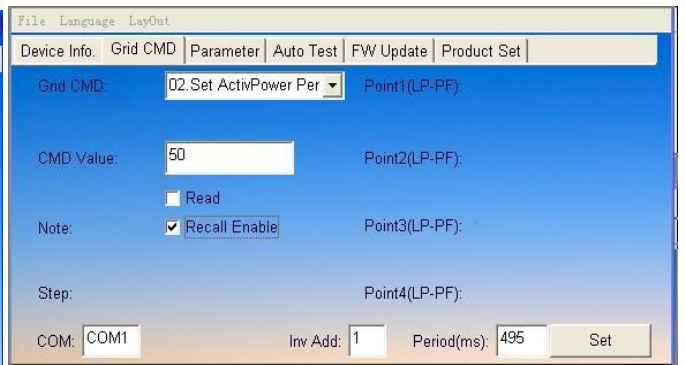 File Language LayOut
Device Info. Grid CMD Parameter Auto Test FW Update Product Set
Grid CMD: 02.Set ActivPower Per Point1(LP-PF):
CMD Value: 50 Point2(LP-PF):
Read
Note: Recall Enable Point3(LP-PF):
Step: Point4(LP-PF):
COM: COM1 Inv Add: 1 Period(ms): 495 Set